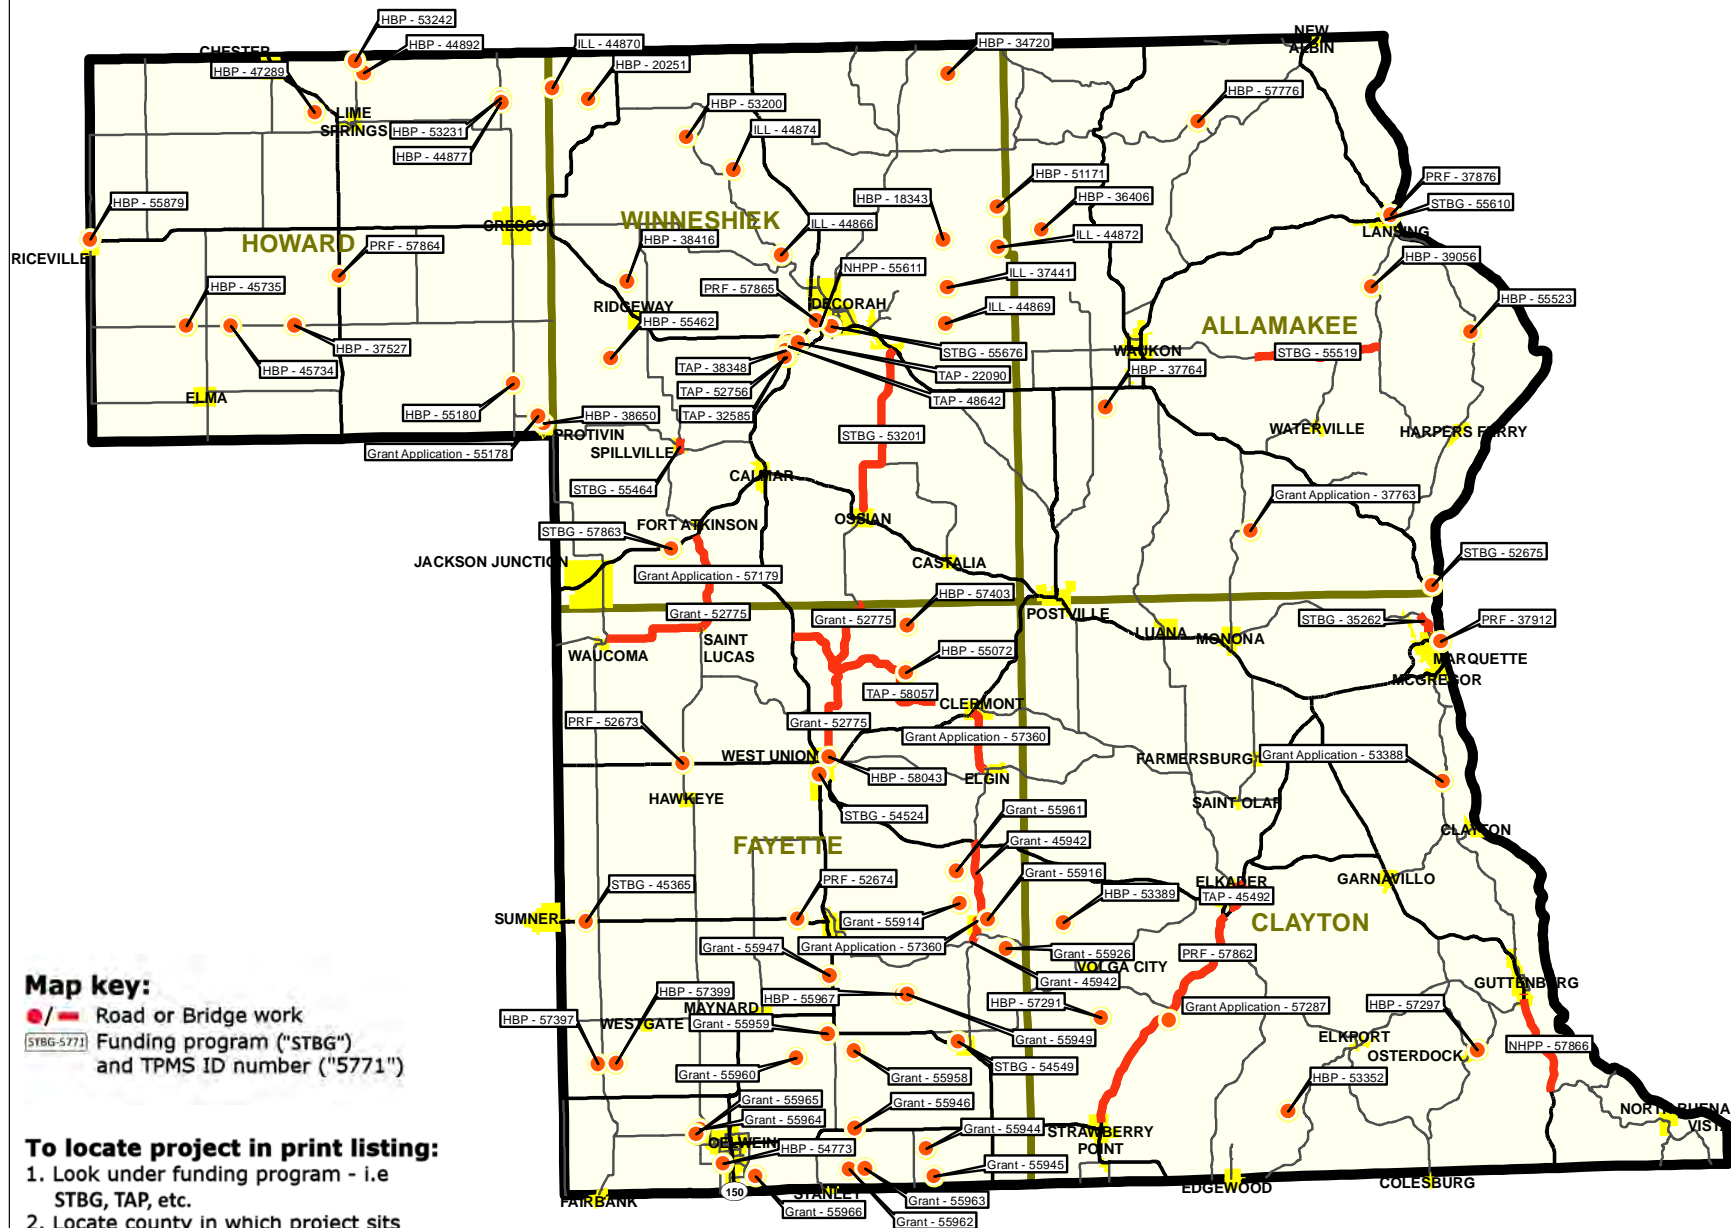 HBP - 53242
HBP - 44892
ILL - 44870
HBP - 34720
NEW
ALBIN
CHESTER
HBP - 47289
HBP - 20251
HBP - 57776
HBP - 53200
LIME
SPRINGS
HBP - 53231
ILL - 44874
HBP - 44877
HBP - 51171
PRF - 37876
HBP - 55879
HBP - 18343
HBP - 36406
STBG - 55610
CRESCO
WINNESHIEK
ILL - 44866
ILL - 44872
LANSING
HOWARD
PRF - 57864
HBP - 38416
RICEVILLE
NHPP - 55611
ILL - 37441
HBP - 39056
HBP - 45735
PRF - 57865
HBP - 55523
RIDGEWAY
DECORAH
ILL - 44869
HBP - 55462
ALLAMAKEE
HBP - 37527
STBG - 55676
WAUKON
STBG - 55519
HBP - 45734
TAP - 38348
TAP - 22090
HBP - 37764
TAP - 52756
ELMA
TAP - 48642
HBP - 55180
HBP - 38650
TAP - 32585
PROTIVIN
STBG - 53201
WATERVILLE
HARPERS FERRY
Grant Application - 55178
SPILLVILLE
CALMAR
STBG - 55464
Grant Application - 37763
OSSIAN
FORT ATKINSON
STBG - 57863
STBG - 52675
JACKSON JUNCTION
CASTALIA
Grant Application - 57179
HBP - 57403
Grant - 52775
Grant - 52775
POSTVILLE
STBG - 35262
PRF - 37912
LUANA
MONONA
SAINT
LUCAS
WAUCOMA
HBP - 55072
MARQUETTE
MCGREGOR
TAP - 58057
CLERMONT
PRF - 52673
Grant - 52775
Grant Application - 57360
WEST UNION
FARMERSBURG
Grant Application - 53388
HBP - 58043
ELGIN
HAWKEYE
SAINT OLAF
STBG - 54524
Grant - 55961
CLAYTON
FAYETTE
Grant - 45942
STBG - 45365
PRF - 52674
Grant - 55916
ELKADER
GARNAVILLO
HBP - 53389
TAP - 45492
SUMNER
Grant - 55914
CLAYTON
Grant - 55947
Grant Application - 57360
Grant - 55926
PRF - 57862
VOLGA CITY
Grant - 45942
GUTTENBURG
HBP - 57399
MAYNARD
HBP - 55967
HBP - 57291
Grant Application - 57287
HBP - 57297
HBP - 57397
WESTGATE
Grant - 55959
Grant - 55949
ELKPORT
NHPP - 57866
OSTERDOCK
Grant - 55960
Grant - 55958
STBG - 54549
HBP - 53352
Grant - 55965
Grant - 55946
NORTH BUENA
VISTA
Grant - 55964
Grant - 55944
STRAWBERRY
POINT
OELWEIN
HBP - 54773
Grant - 55945
150
STANLEY
EDGEWOOD
COLESBURG
FAIRBANK
Grant - 55963
Grant - 55966
Grant - 55962
Map key:
/ Road or Bridge work
STBG-5771 Funding program ("STBG")
and TPMS ID number ("5771")
To locate project in print listing:
1. Look under funding program - i.e
STBG, TAP, etc.
2. Locate county in which project sits